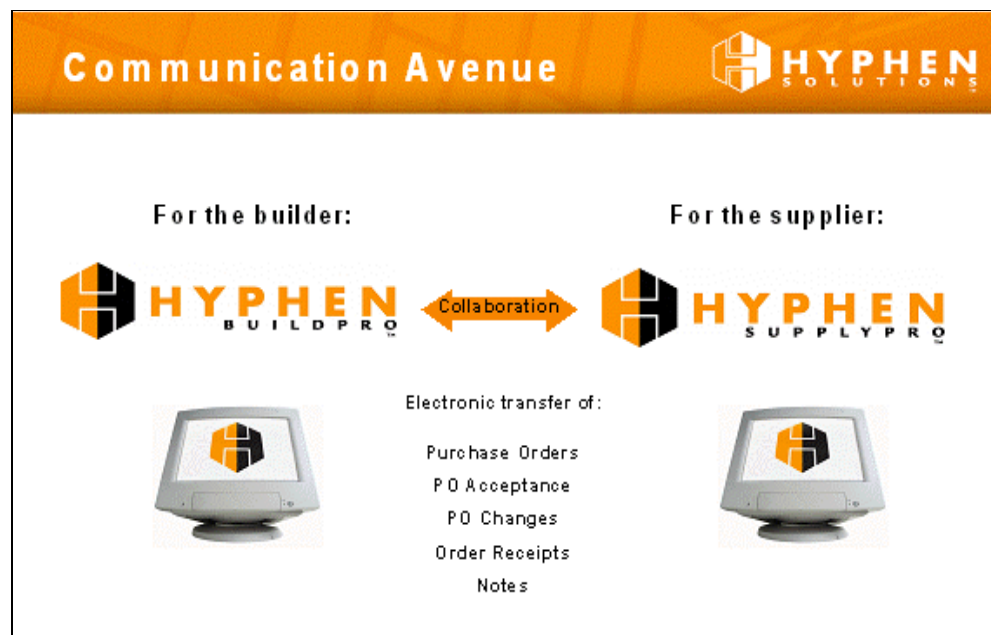 Communication Avenue
HYPHEN
SOLUTIONS
For the builder:
For the supplier:
HYPHEN
BUILDPRO
Collaboration
HYPHEN
SUPPLYPRO
Electronic transfer of:
Purchase Orders
PO Acceptance
PO Changes
Order Receipts
Notes